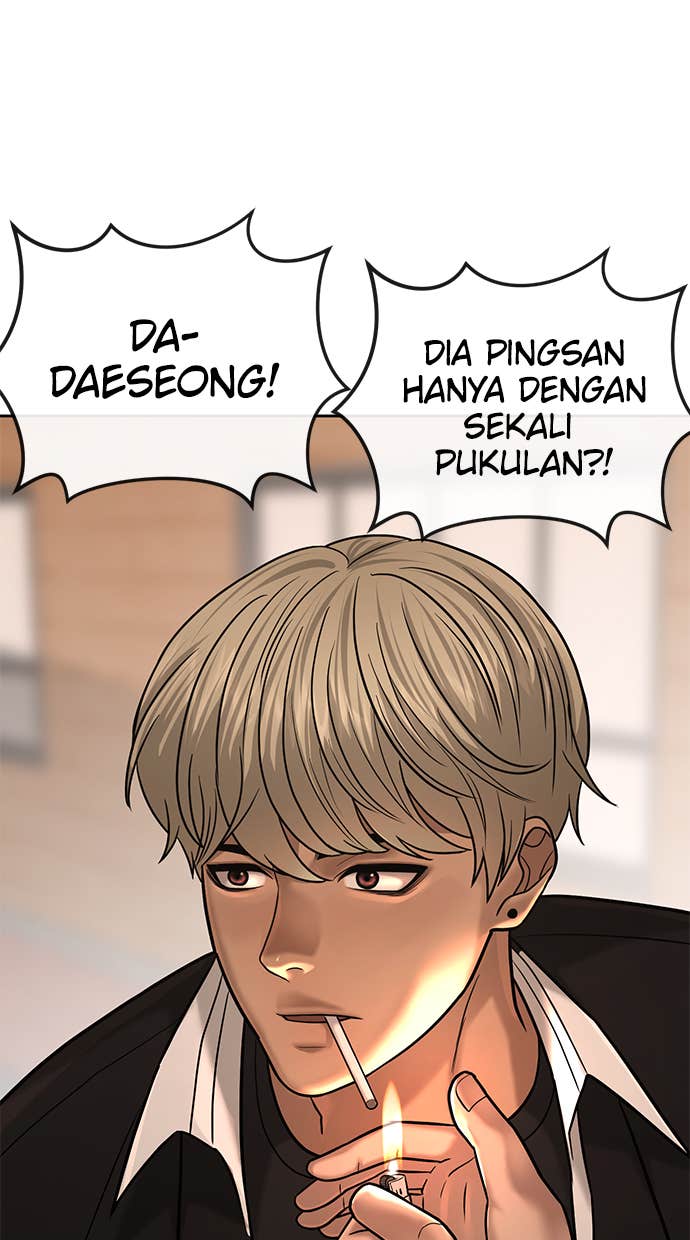 DA-
DAESEONG!
DIA PINGSAN
HANYA DENGAN
SEKALI
PUKULAN?!